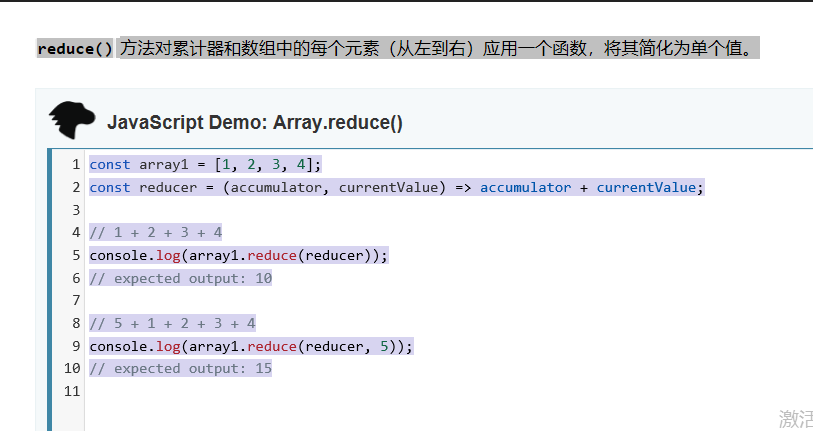 reduce() 方法对累计器和数组中的每个元素（从左到右）应用一个函数，将其简化为单个值。
JavaScript Demo: Array.reduce()
1 const array1 = [1, 2, 3, 4];
2 const reducer = (accumulator, currentValue) => accumulator + currentValue;
3
4 // 1 + 2 + 3 + 4
5 console.log(array1.reduce(reducer));
6 // expected output: 10
7
8 // 5 + 1 + 2 + 3 + 4
9 console.log(array1.reduce(reducer, 5));
10 // expected output: 15
11
激活